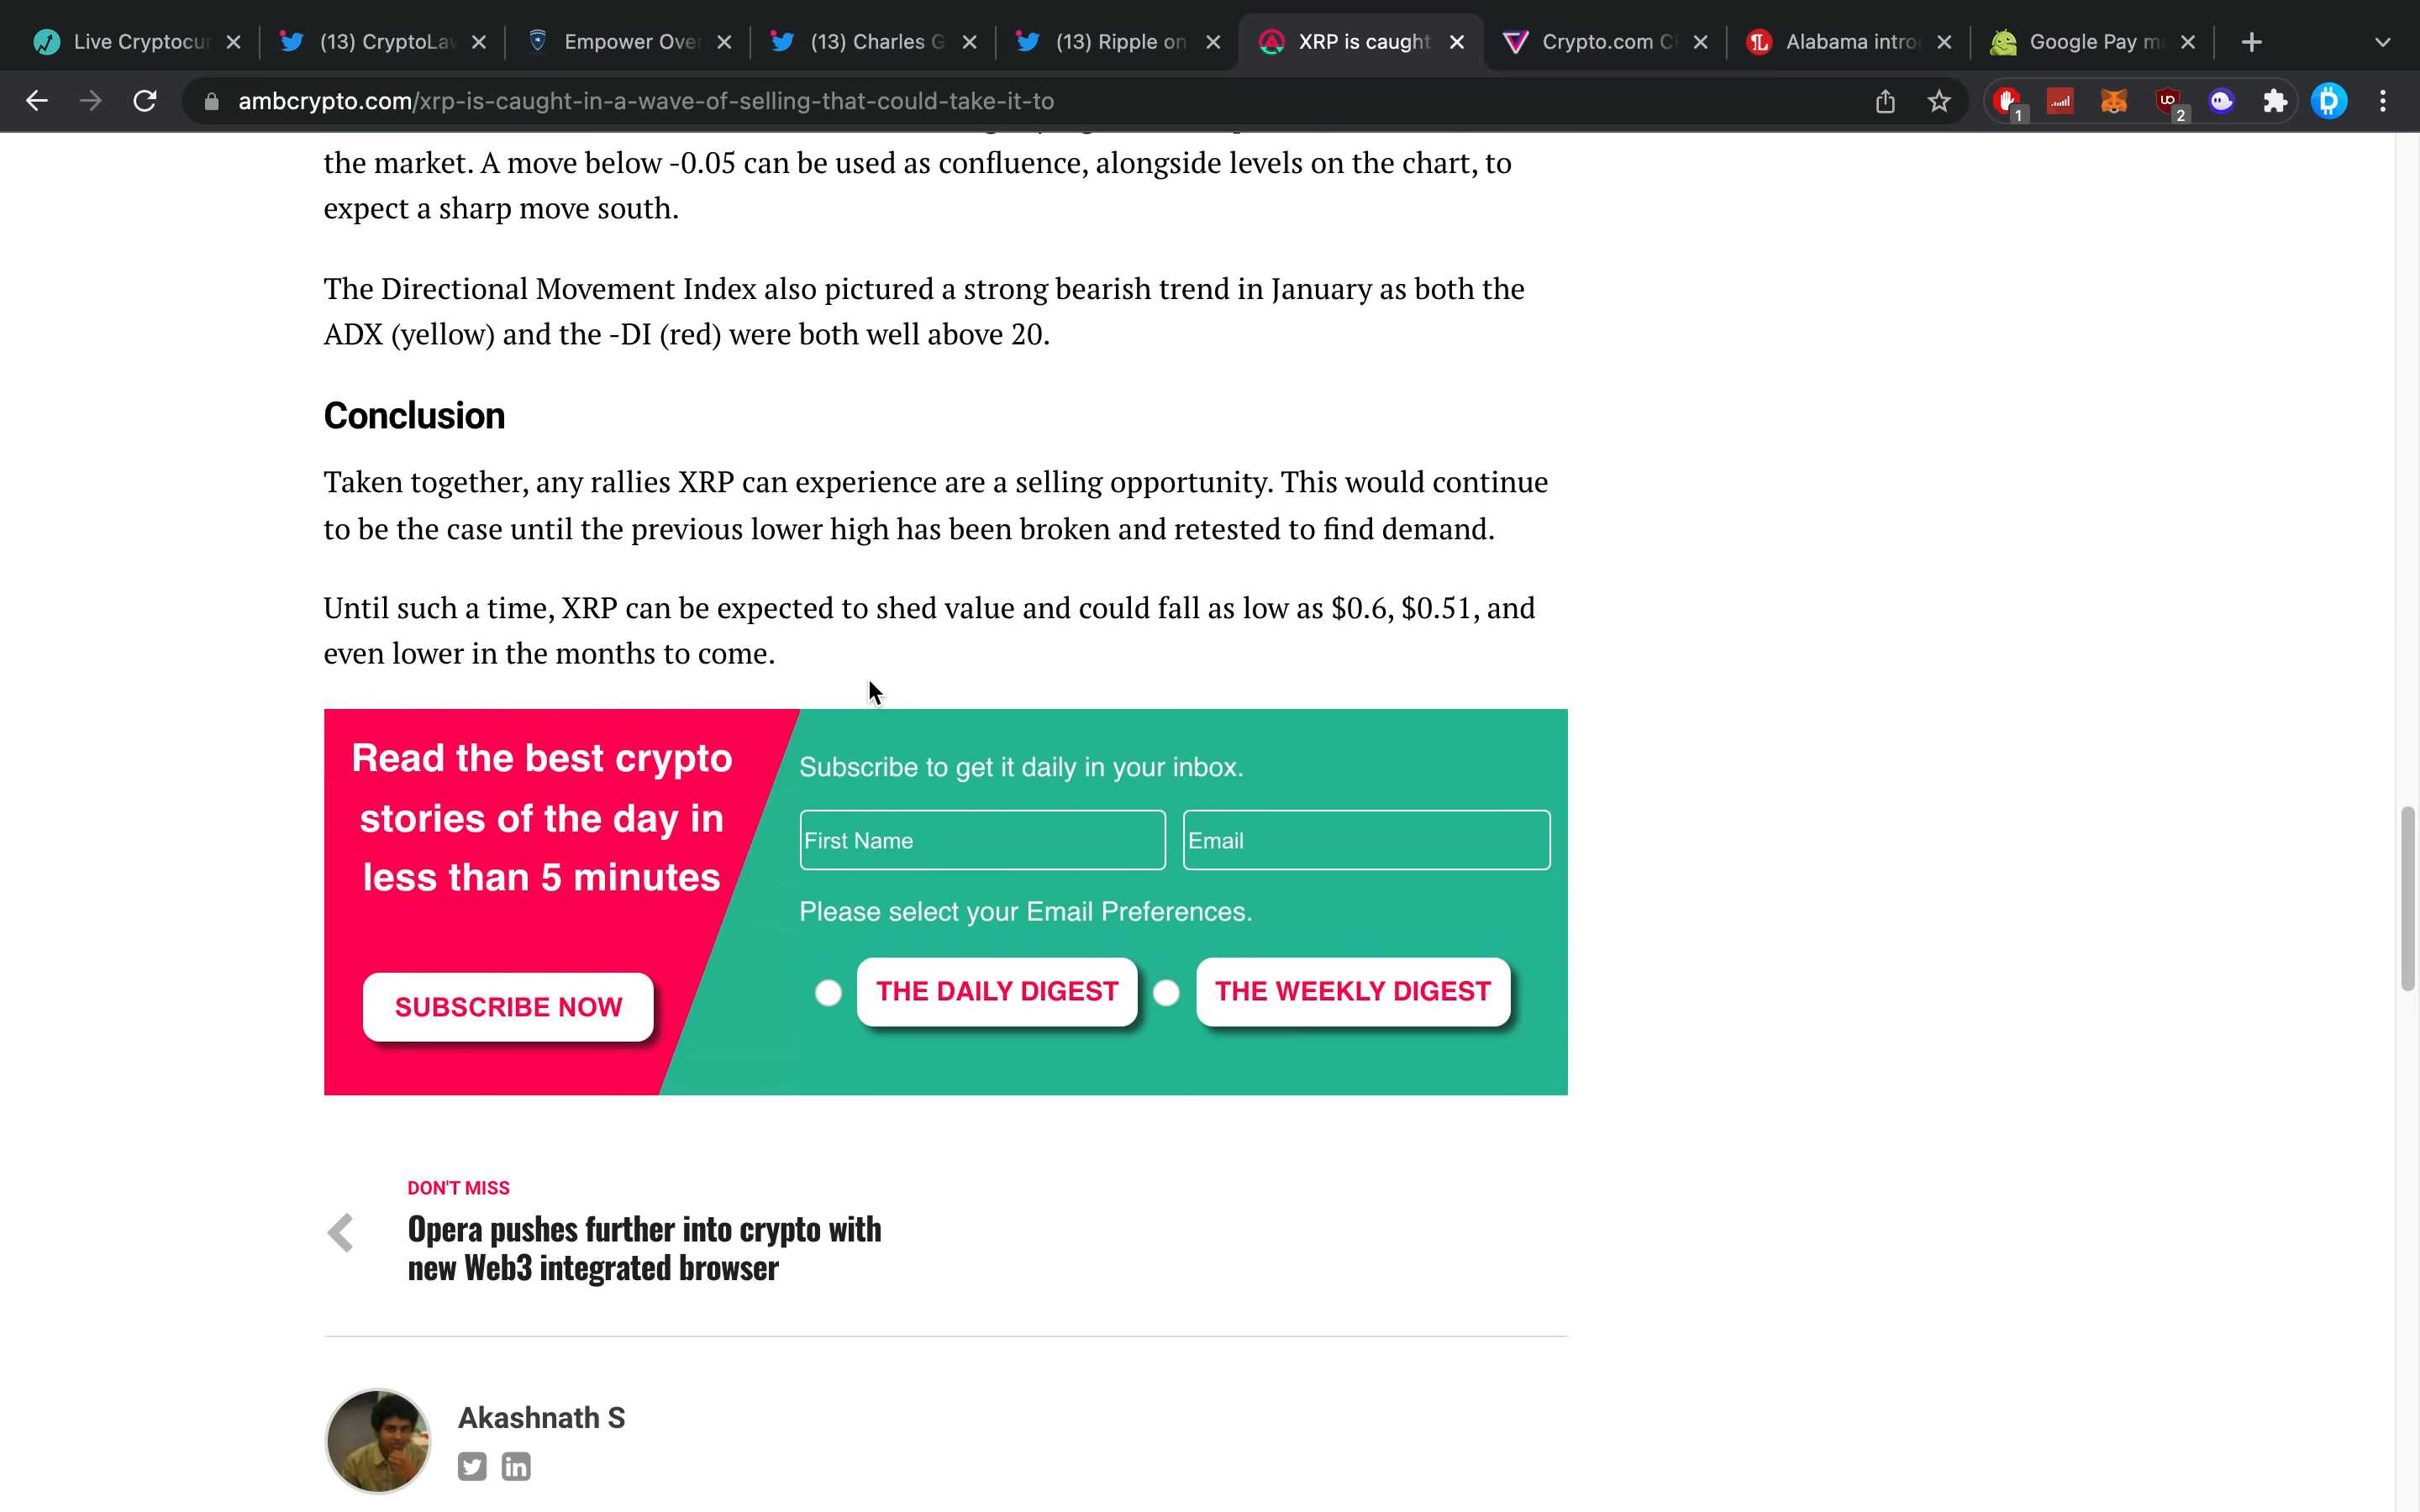 Live Cryptocur
(13) CryptoLaw
Empower Over
(13) Charles G
(13) Ripple on
XRP is caught
Crypto.com C
Alabama intro
Google Pay m
ambcrypto.com/xrp-is-caught-in-a-wave-of-selling-that-could-take-it-to
1
UD
2
the market. A move below -0.05 can be used as confluence, alongside levels on the chart, to
expect a sharp move south.
The Directional Movement Index also pictured a strong bearish trend in January as both the
ADX (yellow) and the -DI (red) were both well above 20.
Conclusion
Taken together, any rallies XRP can experience are a selling opportunity. This would continue
to be the case until the previous lower high has been broken and retested to find demand.
Until such a time, XRP can be expected to shed value and could fall as low as $0.6, $0.51, and
even lower in the months to come.
Read the best crypto
stories of the day in
less than 5 minutes
SUBSCRIBE NOW
Subscribe to get it daily in your inbox.
First Name
Email
Please select your Email Preferences.
THE DAILY DIGEST
THE WEEKLY DIGEST
DON'T MISS
Opera pushes further into crypto with
new Web3 integrated browser
Akashnath S